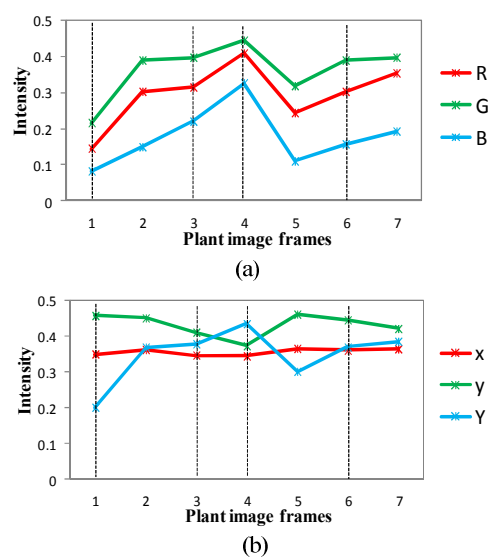 0.5
0.4
0.3
0.2
0.1
0
Intensity
1 2 3 4 5 6 7
Plant image frames
R
G
B
(a)
0.5
0.4
0.3
0.2
0.1
0
Intensity
1 2 3 4 5 6 7
Plant image frames
x
y
Y
(b)